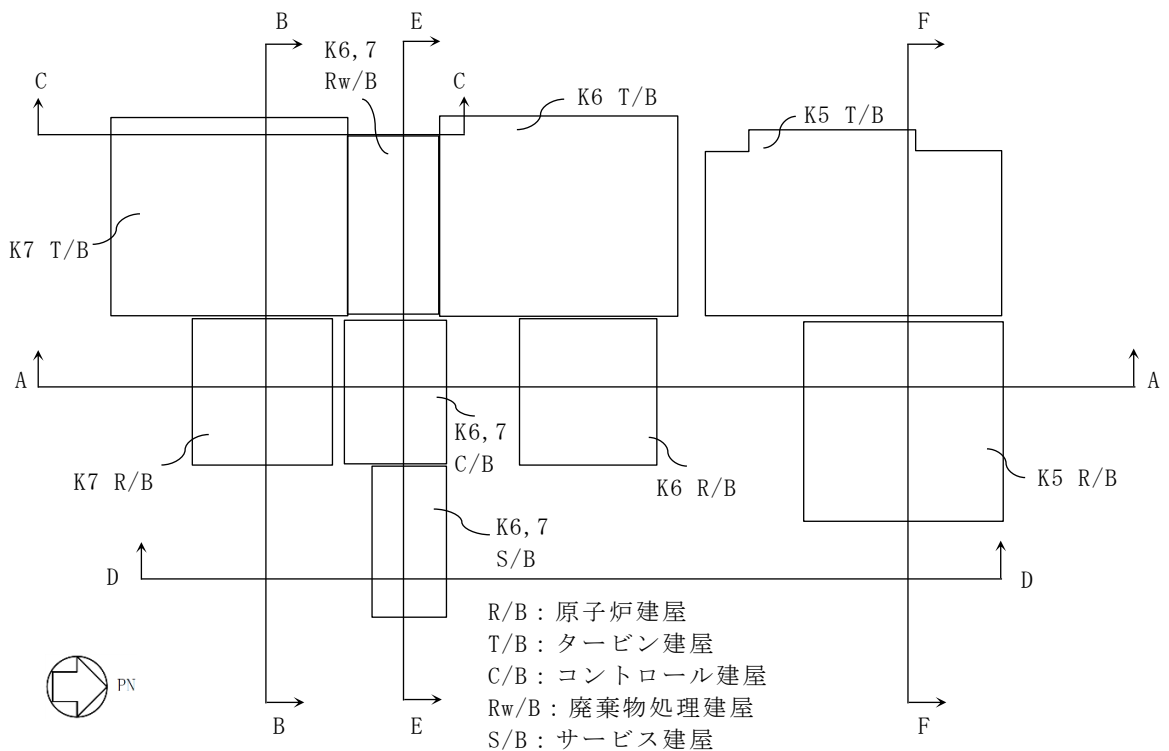 B
E
F
K6,7
Rw/B
C
C
K6 T/B
K5 T/B
K7 T/B
A
A
K6,7
C/B
K7 R/B
K6 R/B
K5 R/B
K6,7
S/B
D
D
R/B：原子炉建屋
T/B：タービン建屋
C/B：コントロール建屋
Rw/B：廃棄物処理建屋
S/B：サービス建屋
PN
B
E
F